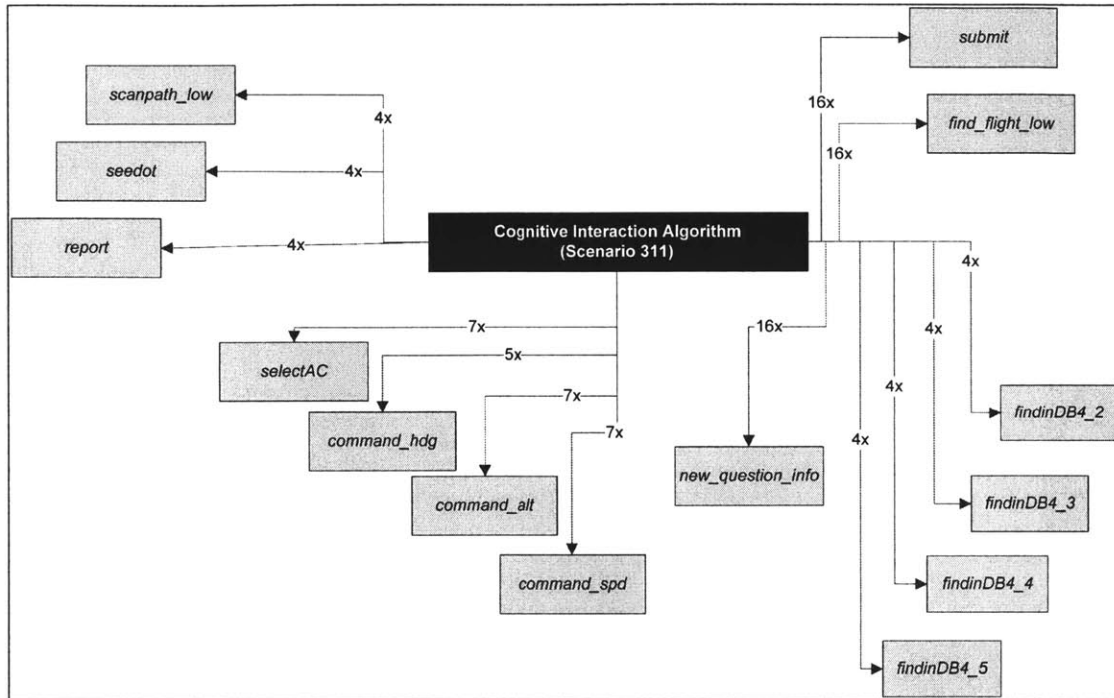 submit
scanpath_low
4x
16x
find_flight_low
16x
seedot
4x
report
4x
Cognitive Interaction Algorithm
(Scenario 311)
4x
7x
16x
4x
selectAC
5x
4x
7x
findinDB4_2
command_hdg
7x
4x
new_question_info
command_alt
findinDB4_3
command_spd
findinDB4_4
findinDB4_5